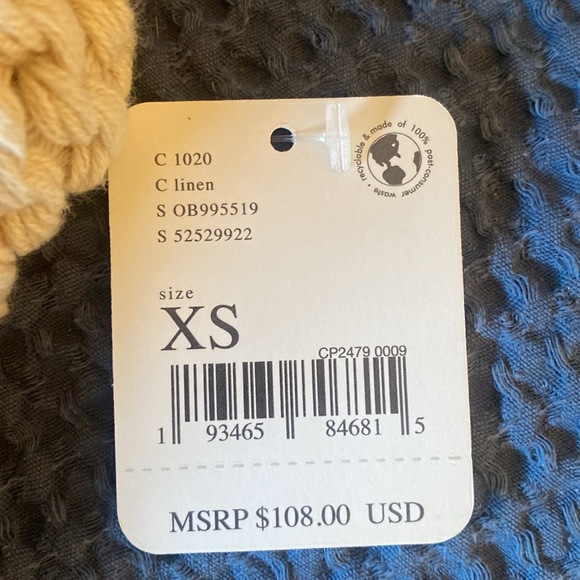 C 1020
C linen
S OB995519
S 52529922
recyclable & made of 100% post-consumer waste •
size
XS
CP2479 0009
1 93465 84681 5
MSRP $108.00 USD